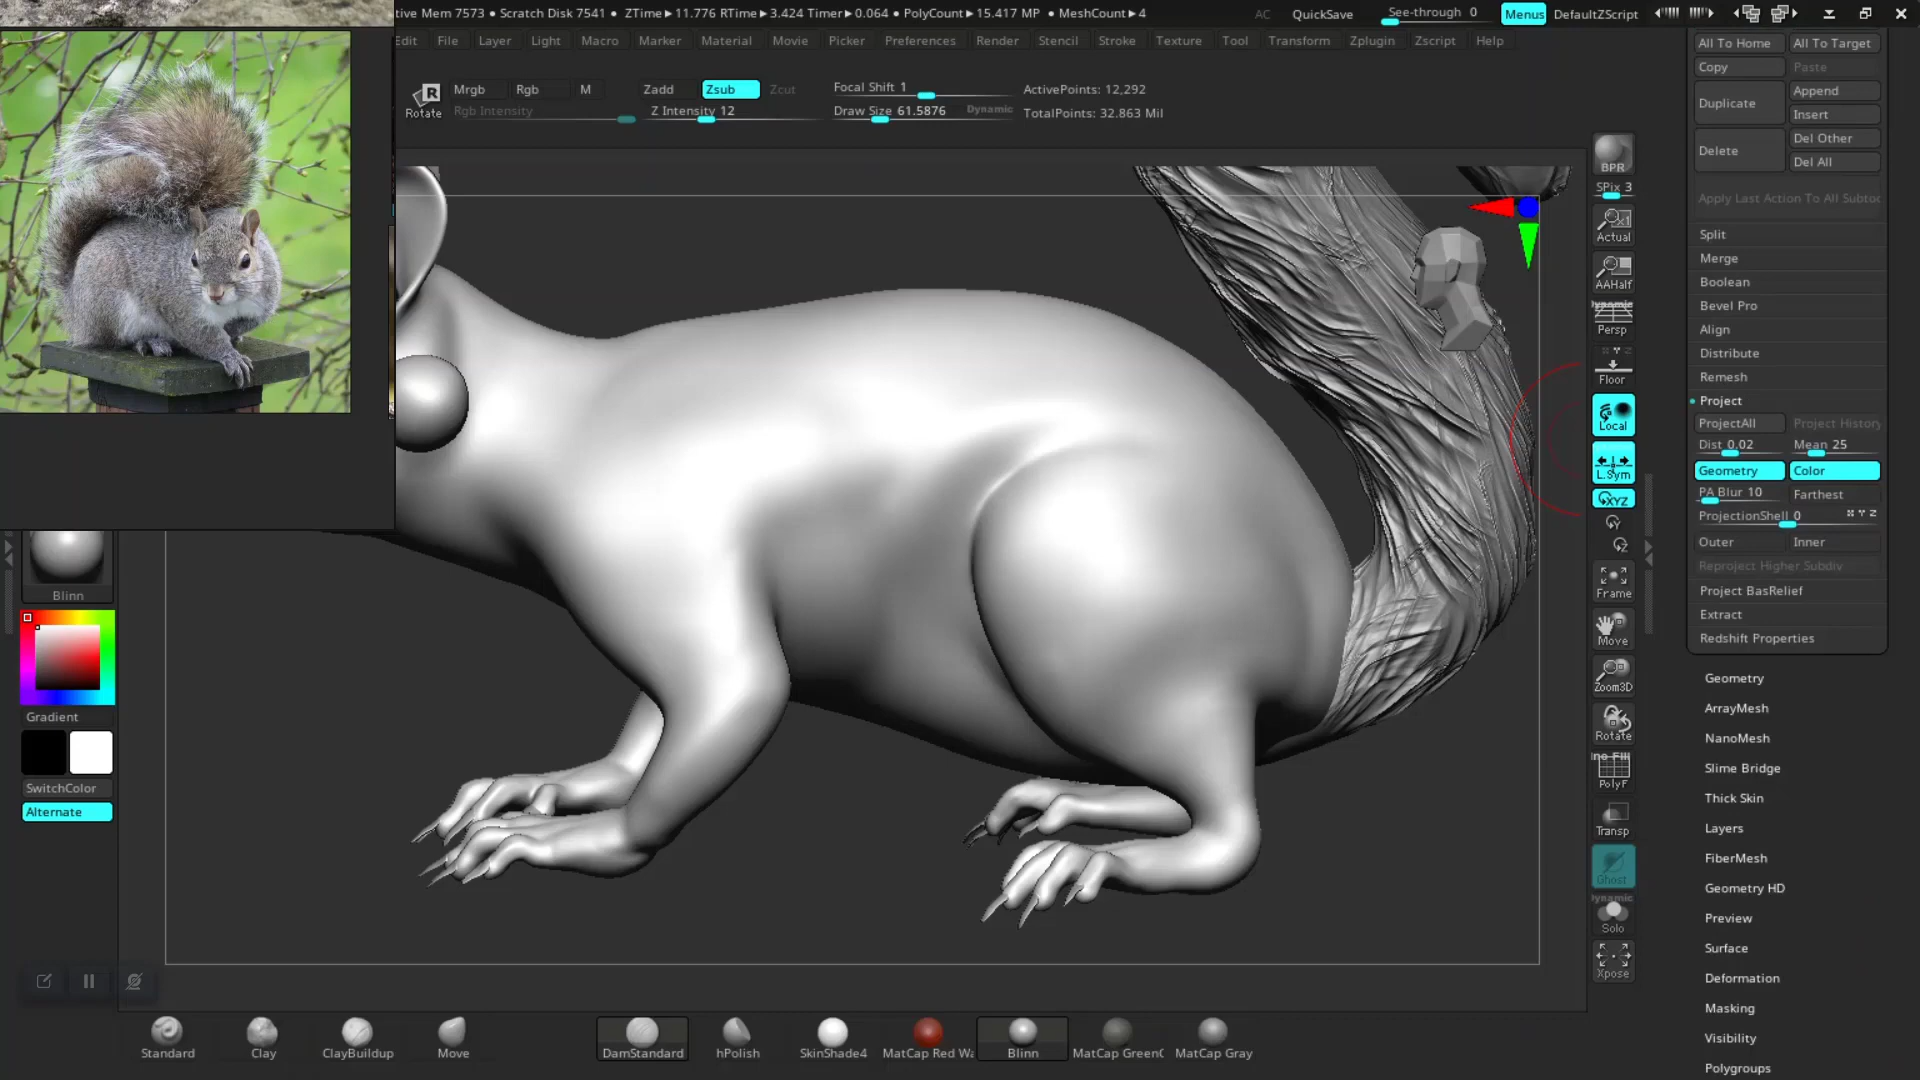 tive Mem 7573 • Scratch Disk 7541 • ZTime▸11.776 RTime▸3.424 Timer▸0.064 • PolyCount▸15.417 MP • MeshCount▸4
AC QuickSave See-through 0 Menus DefaultZScript
Edit File Layer Light Macro Marker Material Movie Picker Preferences Render Stencil Stroke Texture Tool Transform Zplugin Zscript Help
Rotate
Mrgb Rgb M
Rgb Intensity
Zadd Zsub Zcut
Z Intensity 12
Focal Shift 1
Draw Size 61.5876 Dynamic
ActivePoints: 12,292
TotalPoints: 32.863 Mil
BPR
SPix 3
Actual
AAHalf
Dynamic
Persp
Floor
Local
L.Sym
XYZ
Y
Z
Frame
Move
Zoom3D
Rotate
PolyF
Transp
Ghost
Dynamic
Solo
Xpose
All To Home All To Target
Copy Paste
Duplicate Append
Insert
Delete Del Other
Del All
Apply Last Action To All Subtoo
Split
Merge
Boolean
Bevel Pro
Align
Distribute
Remesh
Project
ProjectAll Project History
Dist 0.02 Mean 25
Geometry Color
PA Blur 10 Farthest
ProjectionShell 0 X Y Z
Outer Inner
Reproject Higher Subdiv
Project BasRelief
Extract
Redshift Properties
Geometry
ArrayMesh
NanoMesh
Slime Bridge
Thick Skin
Layers
FiberMesh
Geometry HD
Preview
Surface
Deformation
Masking
Visibility
Polygroups
Blinn
Gradient
SwitchColor
Alternate
Standard Clay ClayBuildup Move DamStandard hPolish SkinShade4 MatCap Red Wa Blinn MatCap GreenC MatCap Gray